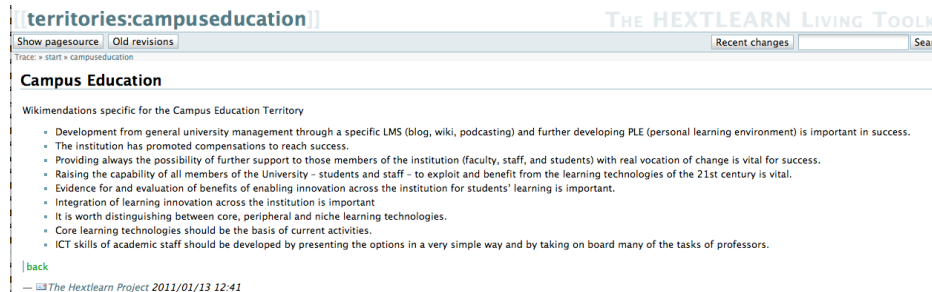 [[territories:campuseducation]]
THE HEXTLEARN LIVING
Show pagesource Old revisions Recent changes
Trace: » start » campuseducation
Campus Education
Wikimendations specific for the Campus Education Territory
Development from general university management through a specific LMS (blog, wiki, podcasting) and further developing PLE (personal learning environment) is important in success.
The institution has promoted compensations to reach success.
Providing always the possibility of further support to those members of the institution (faculty, staff, and students) with real vocation of change is vital for success.
Raising the capability of all members of the University – students and staff – to exploit and benefit from the learning technologies of the 21st century is vital.
Evidence for and evaluation of benefits of enabling innovation across the institution for students' learning is important.
Integration of learning innovation across the institution is important
It is worth distinguishing between core, peripheral and niche learning technologies.
Core learning technologies should be the basis of current activities.
ICT skills of academic staff should be developed by presenting the options in a very simple way and by taking on board many of the tasks of professors.
back
— The Hextlearn Project 2011/01/13 12:41